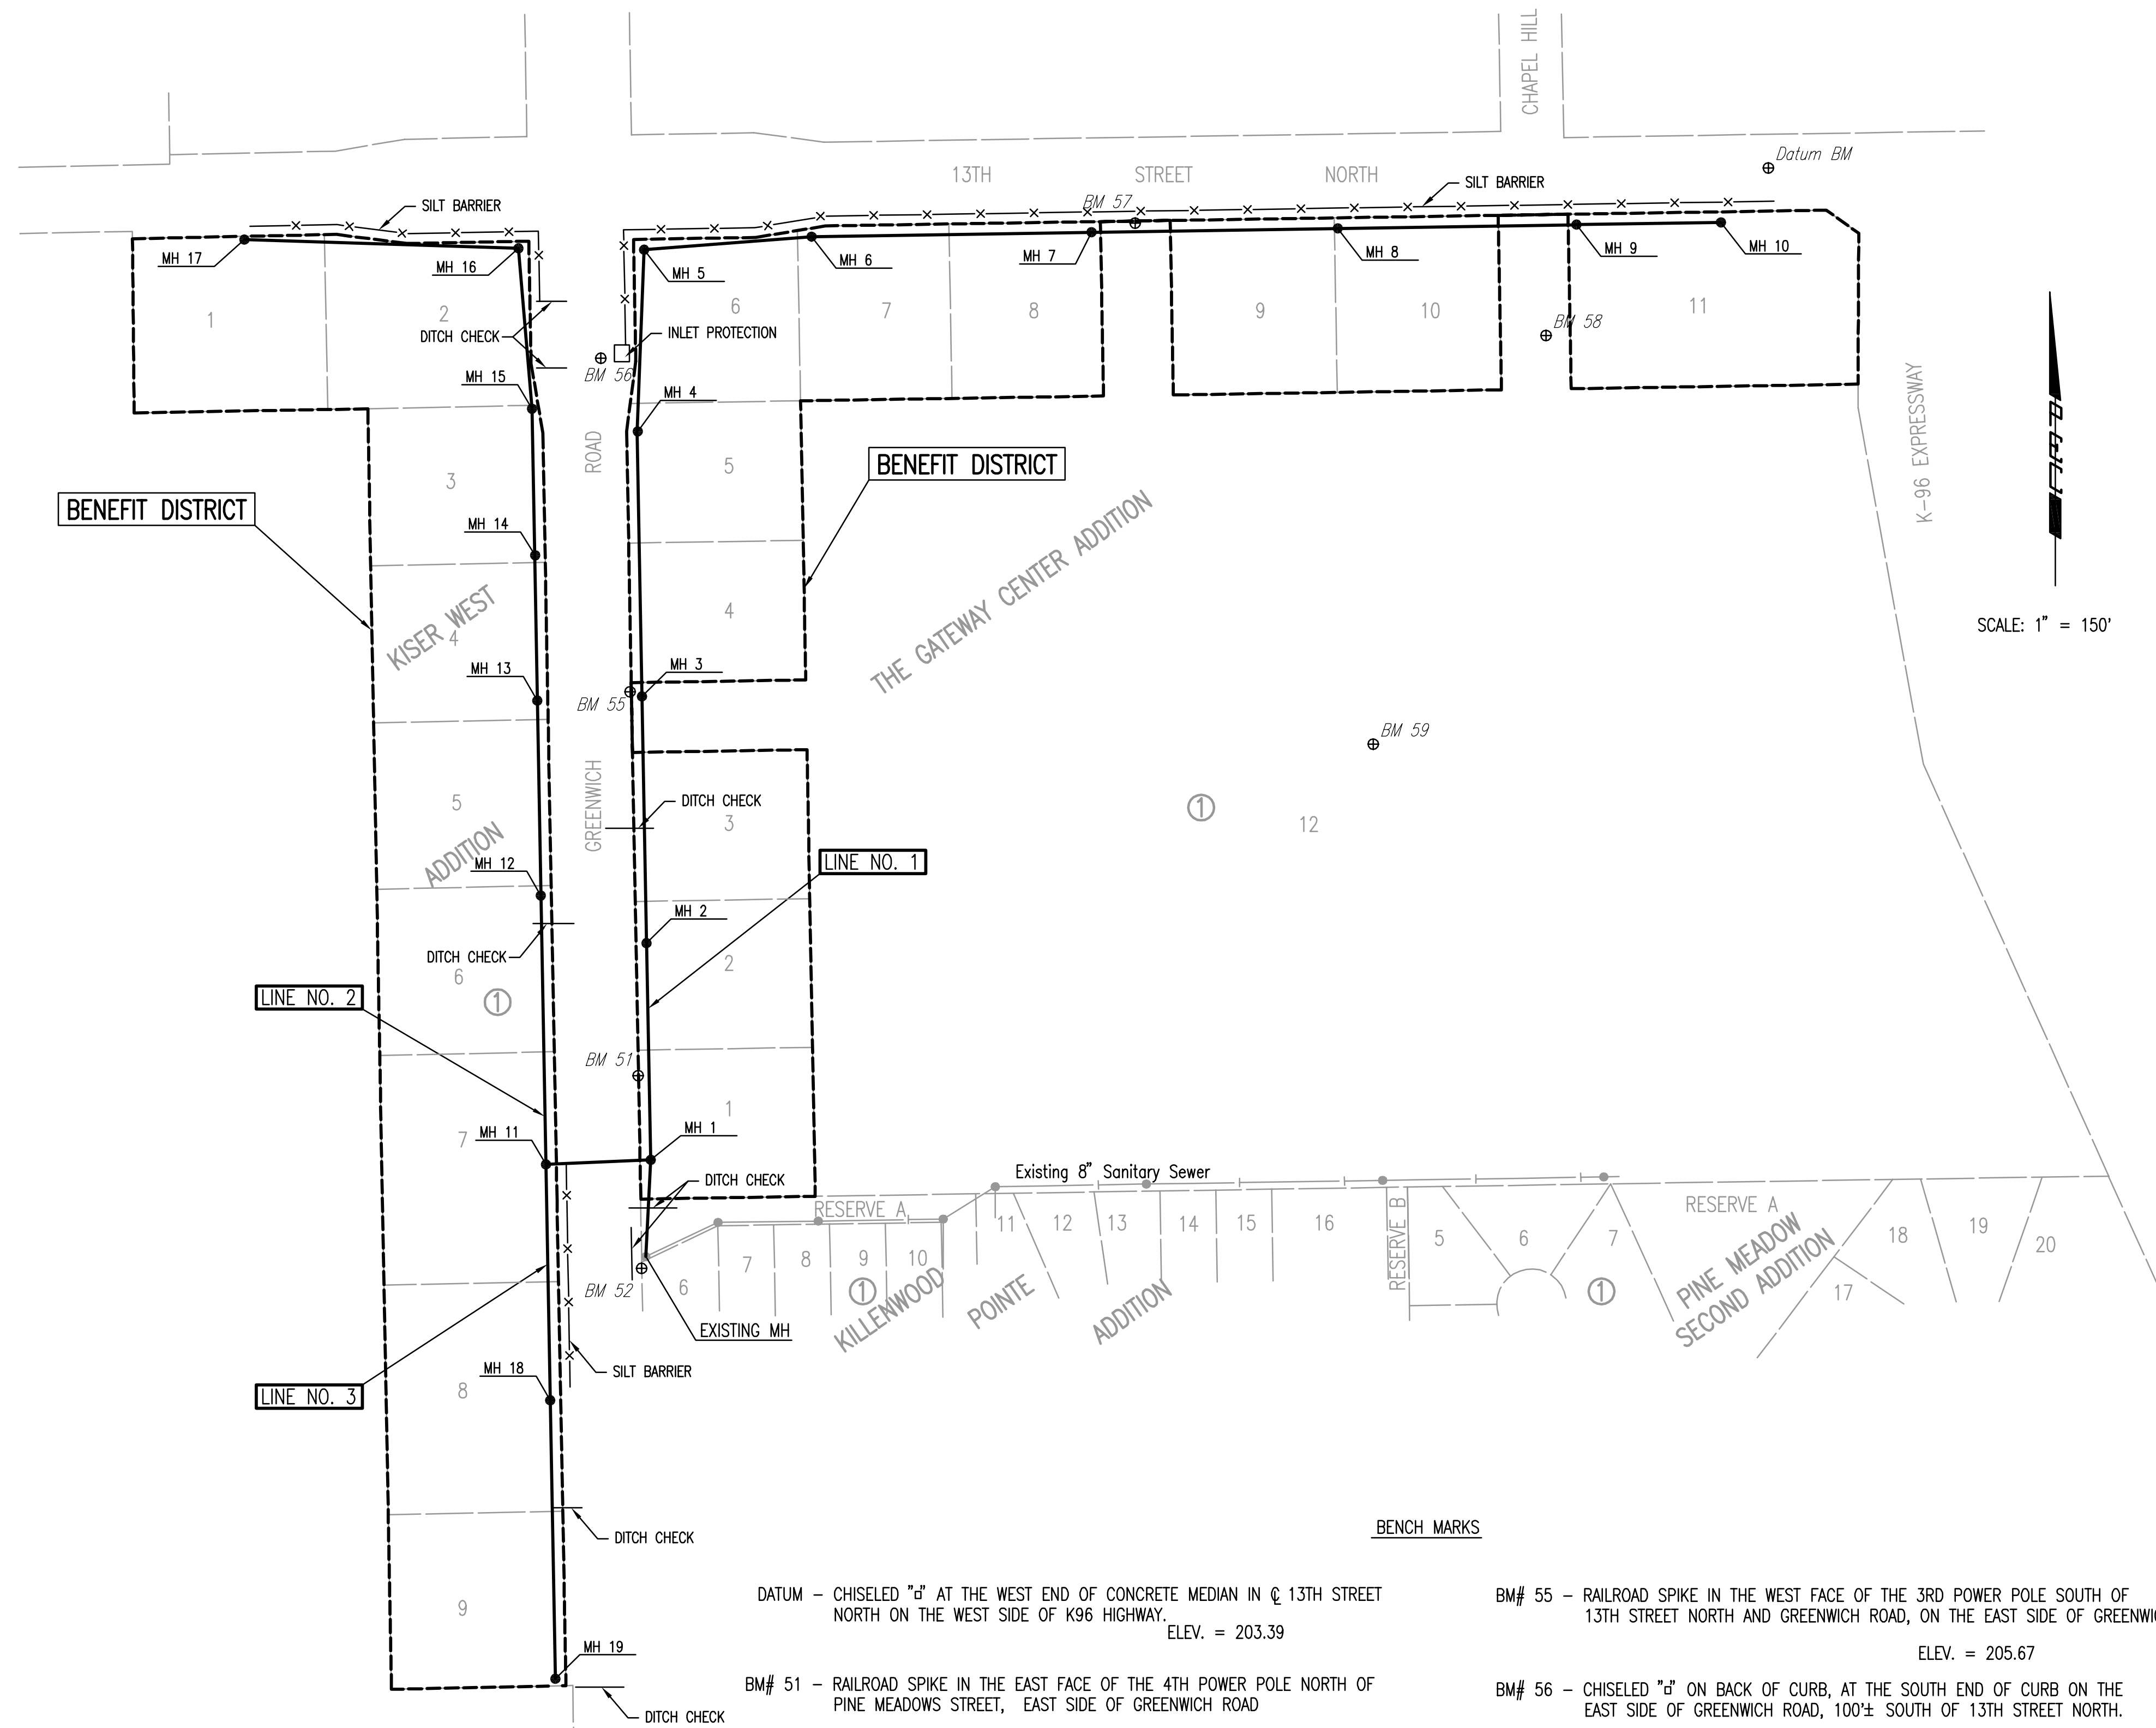 CHAPEL HILL
Datum BM
13TH STREET NORTH
SILT BARRIER
SILT BARRIER
BM 57
MH 17
MH 16
MH 5
MH 6
MH 7
MH 8
MH 9
MH 10
1
2
6
7
8
9
10
11
DITCH CHECK
INLET PROTECTION
BM 58
BM 56
MH 15
MH 4
K-96 EXPRESSWAY
ROAD
BENEFIT DISTRICT
BENEFIT DISTRICT
3
5
MH 14
THE GATEWAY CENTER ADDITION
SCALE: 1" = 150'
KISER WEST
4
4
MH 13
MH 3
BM 55
BM 59
GREENWICH
5
DITCH CHECK
3
1
12
ADDITION
MH 12
LINE NO. 1
MH 2
DITCH CHECK
6
2
LINE NO. 2
1
BM 51
1
7
MH 11
MH 1
DITCH CHECK
Existing 8" Sanitary Sewer
RESERVE A
11
12
13
14
15
16
RESERVE B
5
6
7
RESERVE A
18
19
20
17
PINE MEADOW
SECOND ADDITION
1
6
7
8
9
10
1
BM 52
KILLENWOOD POINTE ADDITION
EXISTING MH
SILT BARRIER
MH 18
8
LINE NO. 3
DITCH CHECK
9
MH 19
DITCH CHECK
BENCH MARKS
DATUM - CHISELED "□" AT THE WEST END OF CONCRETE MEDIAN IN ℄ 13TH STREET
NORTH ON THE WEST SIDE OF K96 HIGHWAY.
ELEV. = 203.39
BM# 51 - RAILROAD SPIKE IN THE EAST FACE OF THE 4TH POWER POLE NORTH OF
PINE MEADOWS STREET, EAST SIDE OF GREENWICH ROAD
BM# 55 - RAILROAD SPIKE IN THE WEST FACE OF THE 3RD POWER POLE SOUTH OF
13TH STREET NORTH AND GREENWICH ROAD, ON THE EAST SIDE OF
ELEV. = 205.67
BM# 56 - CHISELED "□" ON BACK OF CURB, AT THE SOUTH END OF CURB ON THE
EAST SIDE OF GREENWICH ROAD, 100'± SOUTH OF 13TH STREET NORTH.